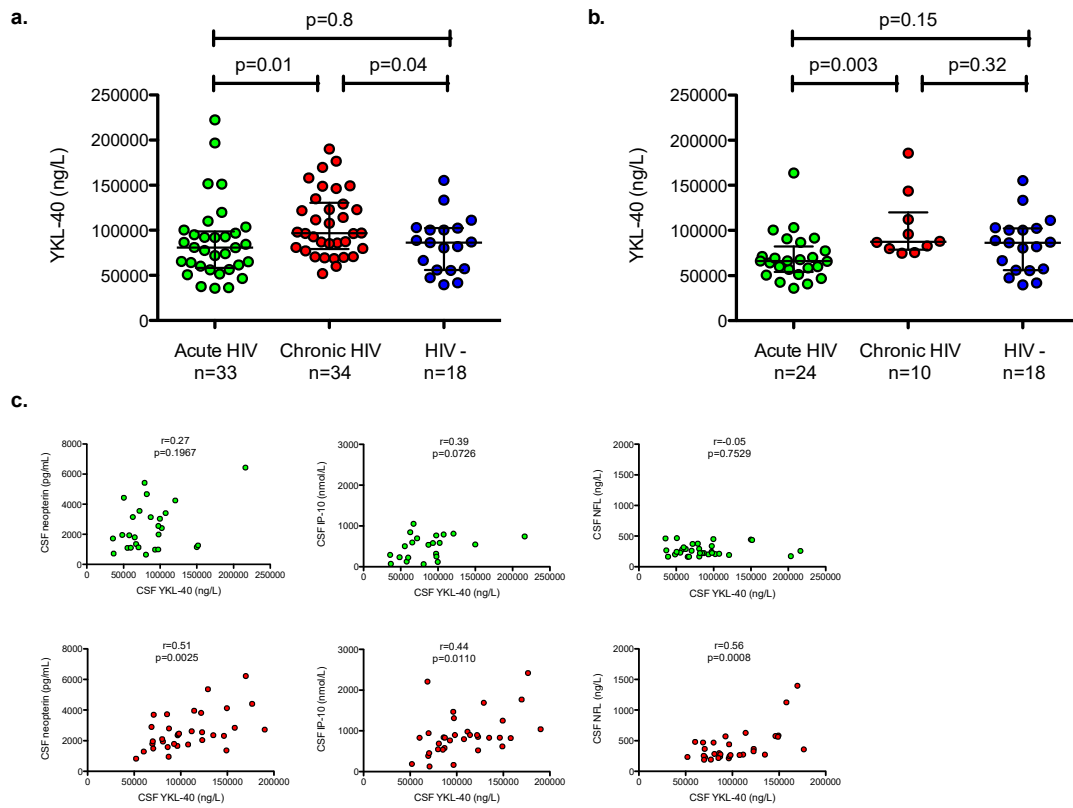 a.
p=0.8
p=0.01
p=0.04
YKL-40 (ng/L)
250000
200000
150000
100000
50000
0
Acute HIV
n=33
Chronic HIV
n=34
HIV -
n=18
b.
p=0.15
p=0.003
p=0.32
YKL-40 (ng/L)
250000
200000
150000
100000
50000
0
Acute HIV
n=24
Chronic HIV
n=10
HIV -
n=18
c.
r=0.27
p=0.1967
CSF neopterin (pg/mL)
8000
6000
4000
2000
0
0 50000 100000 150000 200000 250000
CSF YKL-40 (ng/L)
r=0.39
p=0.0726
CSF IP-10 (nmol/L)
3000
2000
1000
0
0 50000 100000 150000 200000 250000
CSF YKL-40 (ng/L)
r=-0.05
p=0.7529
CSF NFL (ng/L)
2000
1500
1000
500
0
0 50000 100000 150000 200000 250000
CSF YKL-40 (ng/L)
r=0.51
p=0.0025
CSF neopterin (pg/mL)
8000
6000
4000
2000
0
0 50000 100000 150000 200000
CSF YKL-40 (ng/L)
r=0.44
p=0.0110
CSF IP-10 (nmol/L)
3000
2000
1000
0
0 50000 100000 150000 200000
CSF YKL-40 (ng/L)
r=0.56
p=0.0008
CSF NFL (ng/L)
2000
1500
1000
500
0
0 50000 100000 150000 200000
CSF YKL-40 (ng/L)